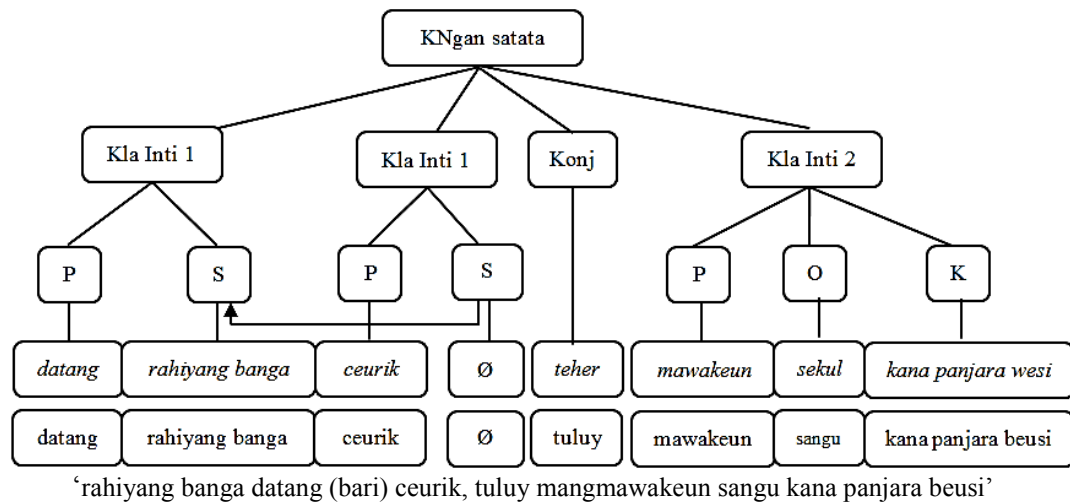 KNgan satata
Kla Inti 1 Kla Inti 1 Konj Kla Inti 2
P S P S P O K
datang rahiyang banga ceurik Ø teher mawakeun sekul kana panjara wesi
datang rahiyang banga ceurik Ø tuluy mawakeun sangu kana panjara beusi
‘rahiyang banga datang (bari) ceurik, tuluy mangmawakeun sangu kana panjara beusi’